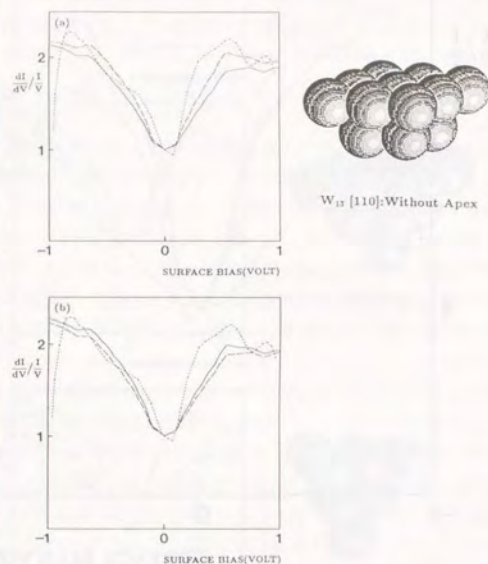 (a)
2
dI/dV / I/V
1
-1 0 1
SURFACE BIAS(VOLT)
W₁₃ [110]:Without Apex
(b)
2
dI/dV / I/V
1
-1 0 1
SURFACE BIAS(VOLT)